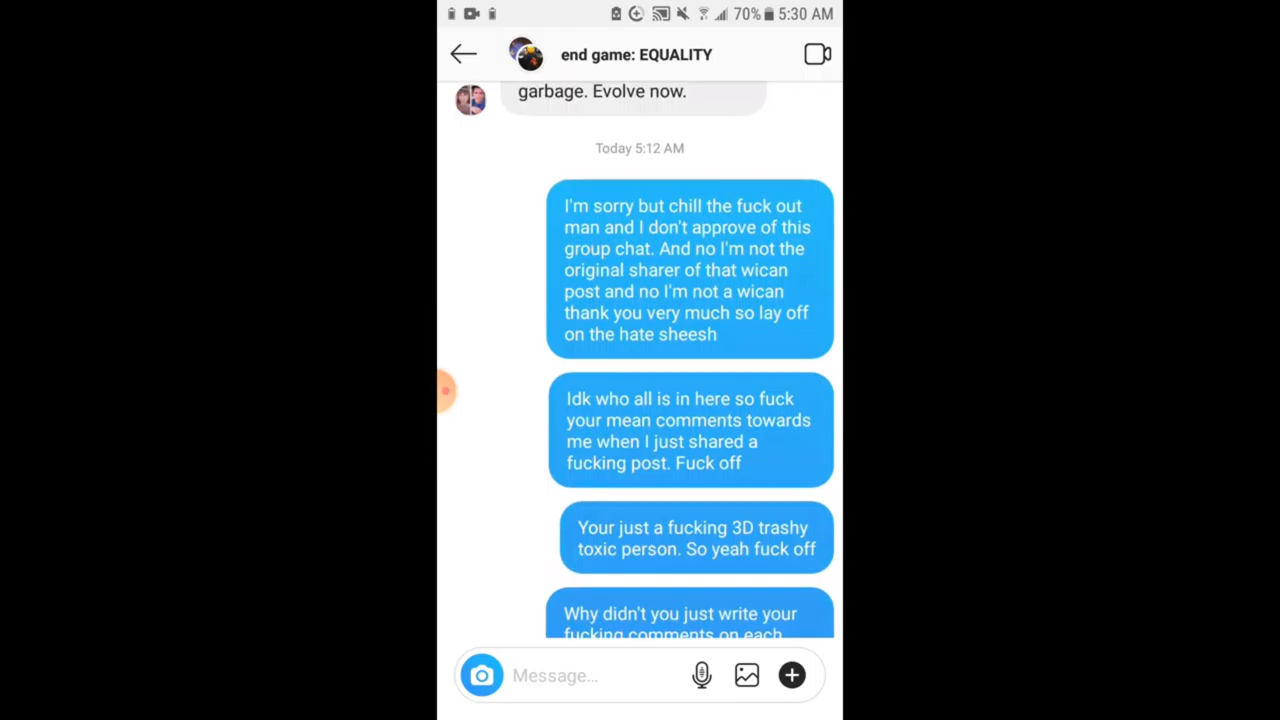 70% 5:30 AM
end game: EQUALITY
garbage. Evolve now.
Today 5:12 AM
I'm sorry but chill the fuck out
man and I don't approve of this
group chat. And no I'm not the
original sharer of that wican
post and no I'm not a wican
thank you very much so lay off
on the hate sheesh
Idk who all is in here so fuck
your mean comments towards
me when I just shared a
fucking post. Fuck off
Your just a fucking 3D trashy
toxic person. So yeah fuck off
Why didn't you just write your
fucking comments on each
Message...